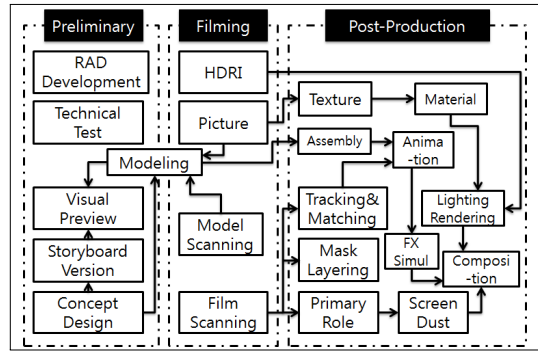 Preliminary
Filming
Post-Production
RAD
Development
Technical
Test
Modeling
Visual
Preview
Storyboard
Version
Concept
Design
HDRI
Picture
Model
Scanning
Film
Scanning
Texture
Material
Assembly
Anima
-tion
Tracking&
Matching
Lighting
Rendering
Mask
Layering
FX
Simul
Composi
-tion
Primary
Role
Screen
Dust